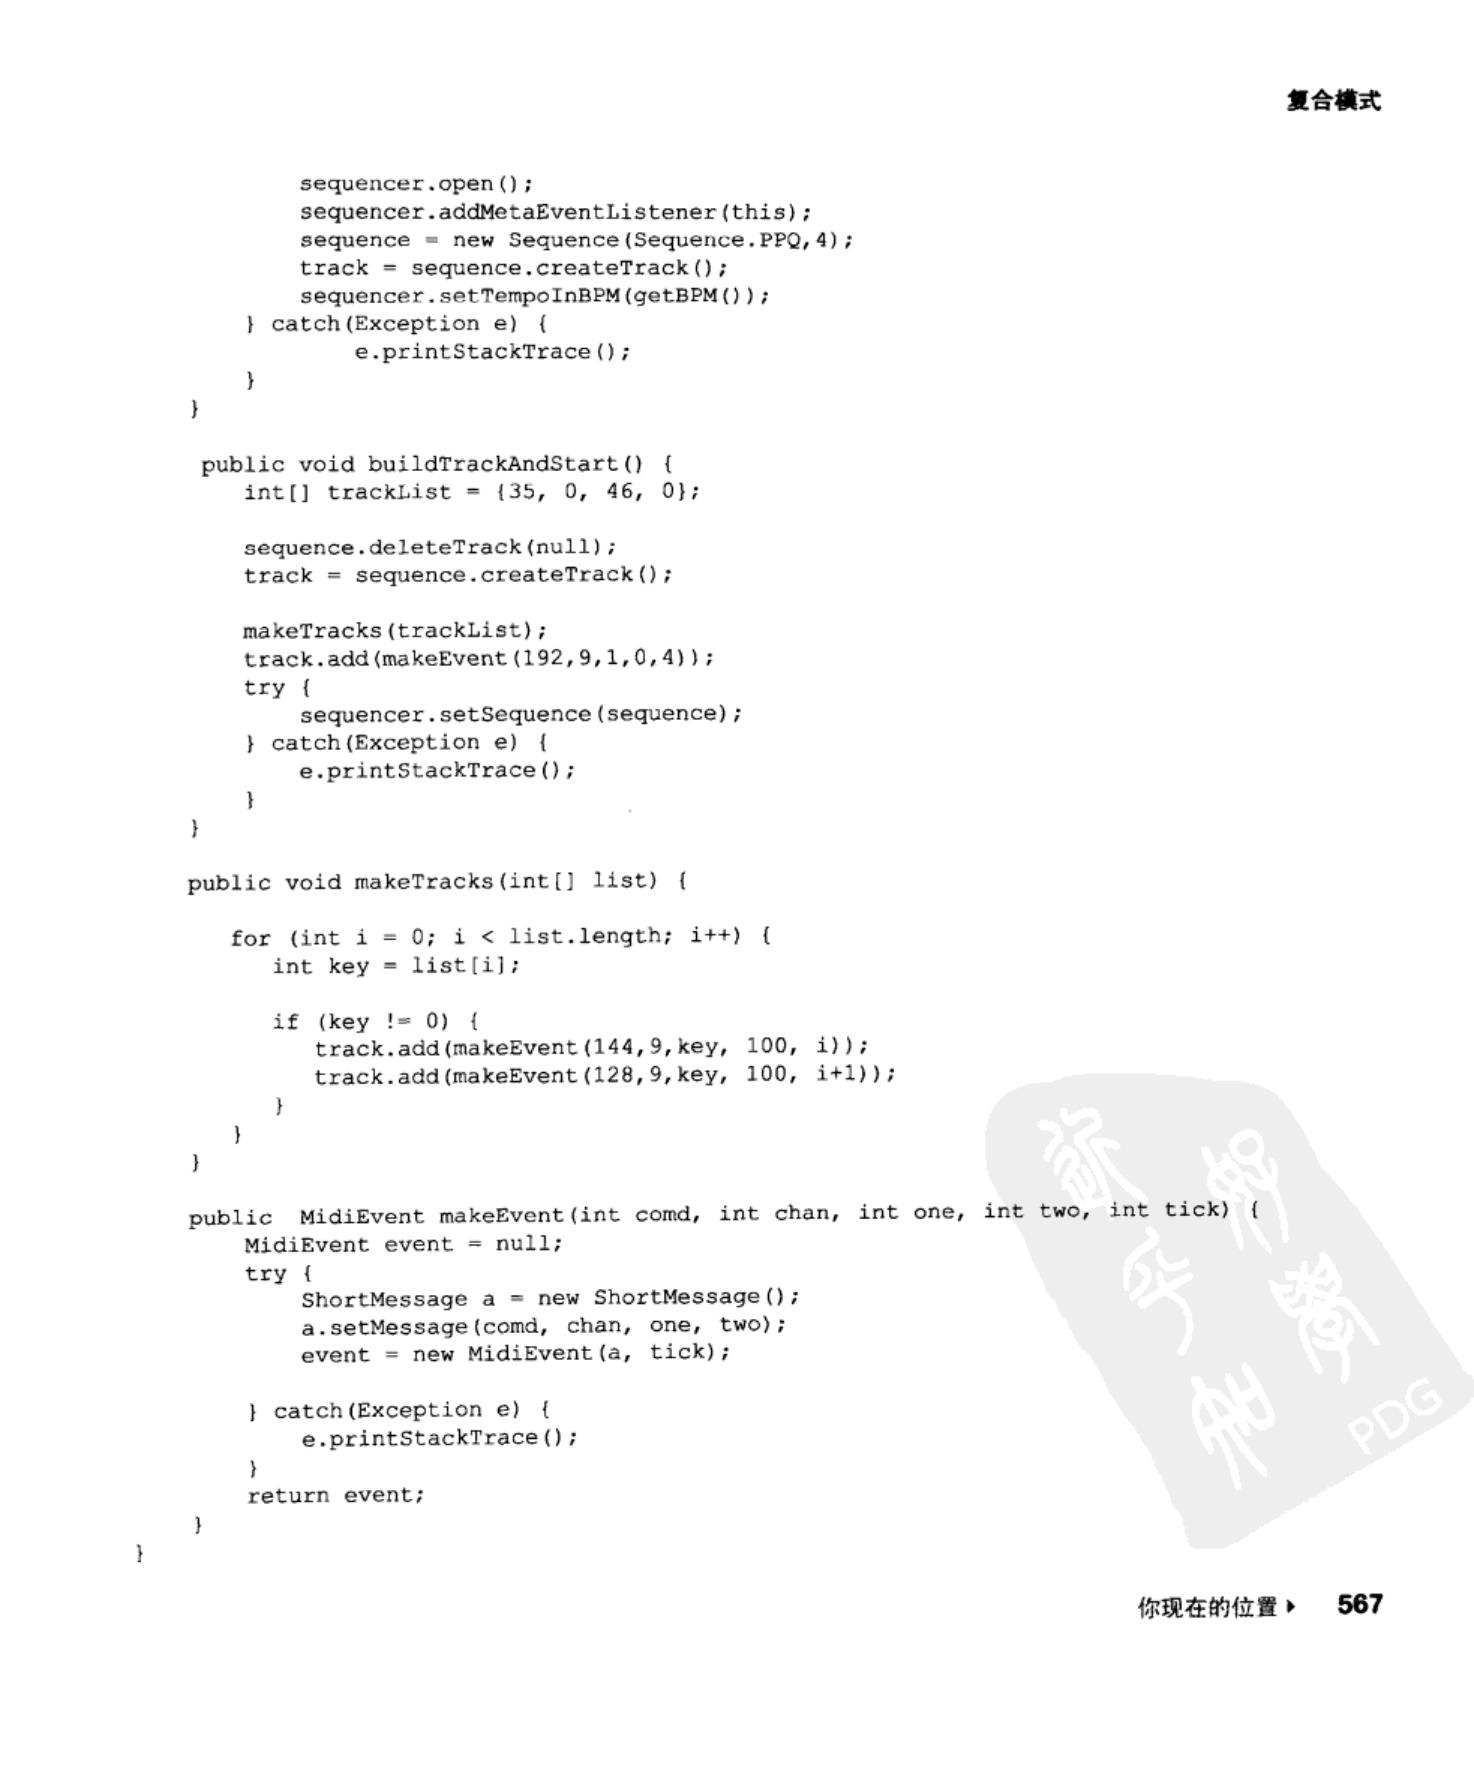 复合模式
sequencer.open();
sequencer.addMetaEventListener(this);
sequence = new Sequence(Sequence.PPQ,4);
track = sequence.createTrack();
sequencer.setTempoInBPM(getBPM());
} catch(Exception e) {
e.printStackTrace();
}
}
public void buildTrackAndStart() {
int[] trackList = {35, 0, 46, 0};
sequence.deleteTrack(null);
track = sequence.createTrack();
makeTracks(trackList);
track.add(makeEvent(192,9,1,0,4));
try {
sequencer.setSequence(sequence);
} catch(Exception e) {
e.printStackTrace();
}
}
public void makeTracks(int[] list) {
for (int i = 0; i < list.length; i++) {
int key = list[i];
if (key != 0) {
track.add(makeEvent(144,9,key, 100, i));
track.add(makeEvent(128,9,key, 100, i+1));
}
}
}
public  MidiEvent makeEvent(int comd, int chan, int one, int two, int tick) {
MidiEvent event = null;
try {
ShortMessage a = new ShortMessage();
a.setMessage(comd, chan, one, two);
event = new MidiEvent(a, tick);
} catch(Exception e) {
e.printStackTrace();
}
return event;
}
}
PDG
你现在的位置▸ 567